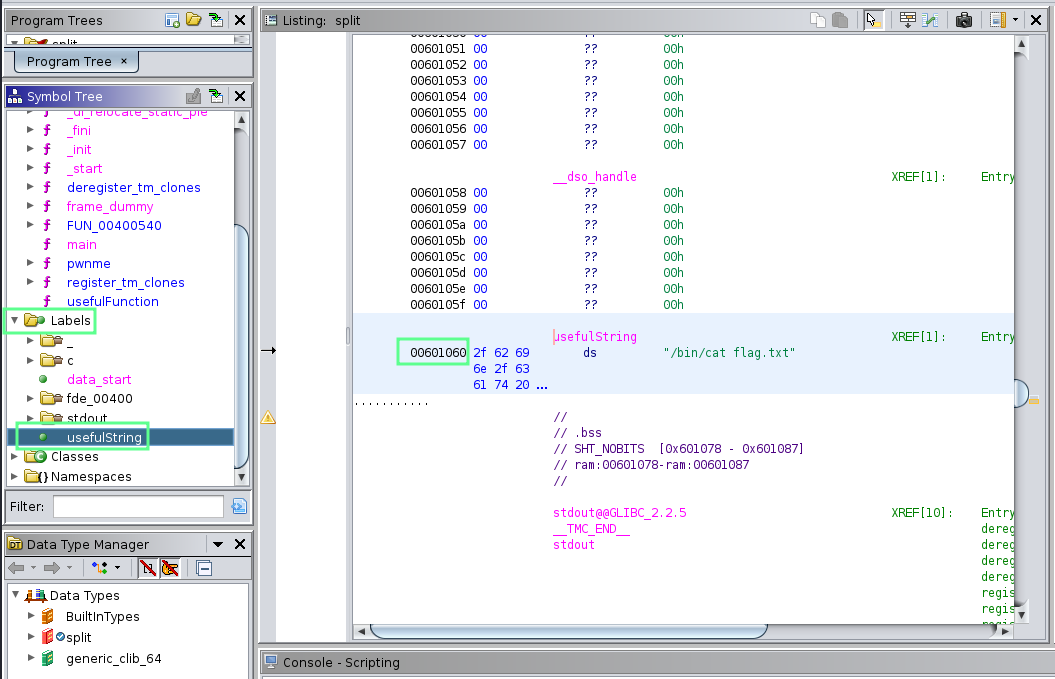 Program Trees
split
Program Tree ×
Symbol Tree
_dl_relocate_static_pie
f _fini
f _init
f _start
f deregister_tm_clones
f frame_dummy
f FUN_00400540
f main
f pwnme
f register_tm_clones
f usefulFunction
Labels
_
c
data_start
fde_00400
stdout
usefulString
Classes
{} Namespaces
Filter:
Data Type Manager
Data Types
BuiltInTypes
split
generic_clib_64
Listing: split
00601051 00 ?? 00h
00601052 00 ?? 00h
00601053 00 ?? 00h
00601054 00 ?? 00h
00601055 00 ?? 00h
00601056 00 ?? 00h
00601057 00 ?? 00h
__dso_handle XREF[1]: Entry
00601058 00 ?? 00h
00601059 00 ?? 00h
0060105a 00 ?? 00h
0060105b 00 ?? 00h
0060105c 00 ?? 00h
0060105d 00 ?? 00h
0060105e 00 ?? 00h
0060105f 00 ?? 00h
usefulString XREF[1]: Entry
00601060 2f 62 69 ds "/bin/cat flag.txt"
6e 2f 63
61 74 20 ...
...........
//
// .bss
// SHT_NOBITS [0x601078 - 0x601087]
// ram:00601078-ram:00601087
//
stdout@@GLIBC_2.2.5 XREF[10]: Entry
__TMC_END__ dereg
stdout dereg
dereg
dereg
regis
regis
Console - Scripting